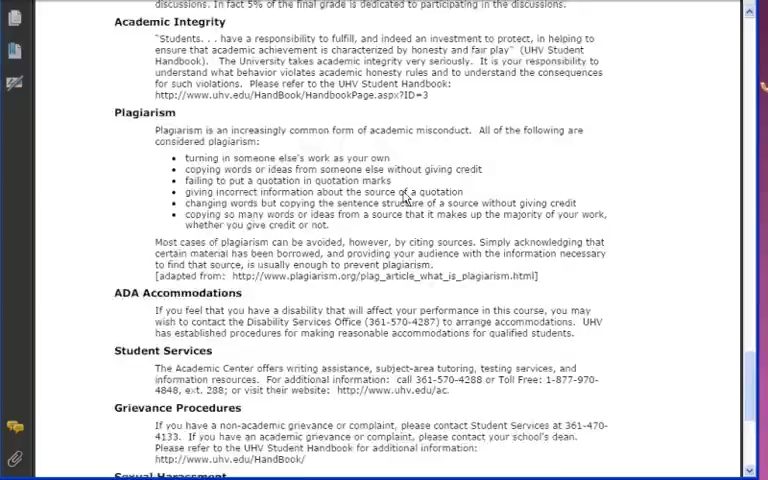 discussions. In fact 5% of the final grade is dedicated to participating in the discussions.
Academic Integrity
"Students. . . have a responsibility to fulfill, and indeed an investment to protect, in helping to
ensure that academic achievement is characterized by honesty and fair play" (UHV Student
Handbook). The University takes academic integrity very seriously. It is your responsibility to
understand what behavior violates academic honesty rules and to understand the consequences
for such violations. Please refer to the UHV Student Handbook:
http://www.uhv.edu/HandBook/HandbookPage.aspx?ID=3
Plagiarism
Plagiarism is an increasingly common form of academic misconduct. All of the following are
considered plagiarism:
• turning in someone else's work as your own
• copying words or ideas from someone else without giving credit
• failing to put a quotation in quotation marks
• giving incorrect information about the source of a quotation
• changing words but copying the sentence structure of a source without giving credit
• copying so many words or ideas from a source that it makes up the majority of your work,
whether you give credit or not.
Most cases of plagiarism can be avoided, however, by citing sources. Simply acknowledging that
certain material has been borrowed, and providing your audience with the information necessary
to find that source, is usually enough to prevent plagiarism.
[adapted from: http://www.plagiarism.org/plag_article_what_is_plagiarism.html]
ADA Accommodations
If you feel that you have a disability that will affect your performance in this course, you may
wish to contact the Disability Services Office (361-570-4287) to arrange accommodations. UHV
has established procedures for making reasonable accommodations for qualified students.
Student Services
The Academic Center offers writing assistance, subject-area tutoring, testing services, and
information resources. For additional information: call 361-570-4288 or Toll Free: 1-877-970-
4848, ext. 288; or visit their website: http://www.uhv.edu/ac.
Grievance Procedures
If you have a non-academic grievance or complaint, please contact Student Services at 361-470-
4133. If you have an academic grievance or complaint, please contact your school's dean.
Please refer to the UHV Student Handbook for additional information:
http://www.uhv.edu/HandBook/
Sexual Harassment